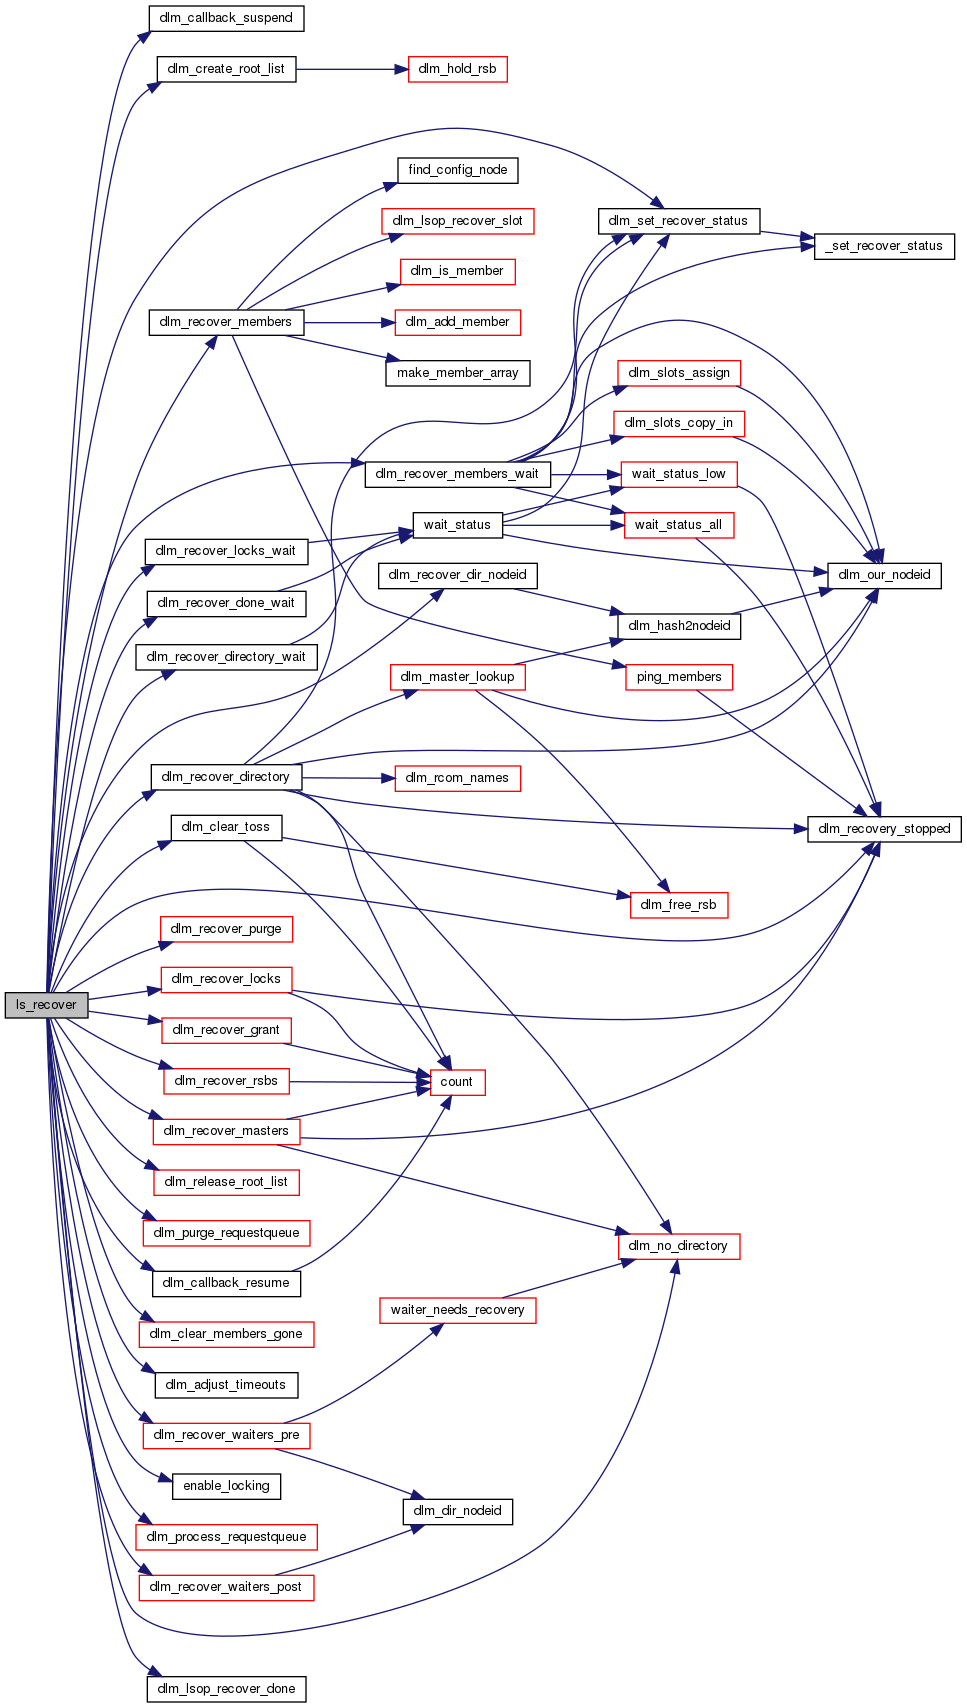 dlm_callback_suspend
dlm_create_root_list
dlm_hold_rsb
find_config_node
dlm_lsop_recover_slot
dlm_set_recover_status
_set_recover_status
dlm_is_member
dlm_recover_members
dlm_add_member
make_member_array
dlm_slots_assign
dlm_slots_copy_in
dlm_recover_members_wait
wait_status_low
wait_status
wait_status_all
dlm_recover_locks_wait
dlm_recover_dir_nodeid
dlm_our_nodeid
dlm_recover_done_wait
dlm_hash2nodeid
dlm_recover_directory_wait
dlm_master_lookup
ping_members
dlm_recover_directory
dlm_rcom_names
dlm_clear_toss
dlm_recovery_stopped
dlm_free_rsb
dlm_recover_purge
dlm_recover_locks
ls_recover
dlm_recover_grant
dlm_recover_rsbs
count
dlm_recover_masters
dlm_release_root_list
dlm_purge_requestqueue
dlm_no_directory
dlm_callback_resume
waiter_needs_recovery
dlm_clear_members_gone
dlm_adjust_timeouts
dlm_recover_waiters_pre
enable_locking
dlm_dir_nodeid
dlm_process_requestqueue
dlm_recover_waiters_post
dlm_lsop_recover_done